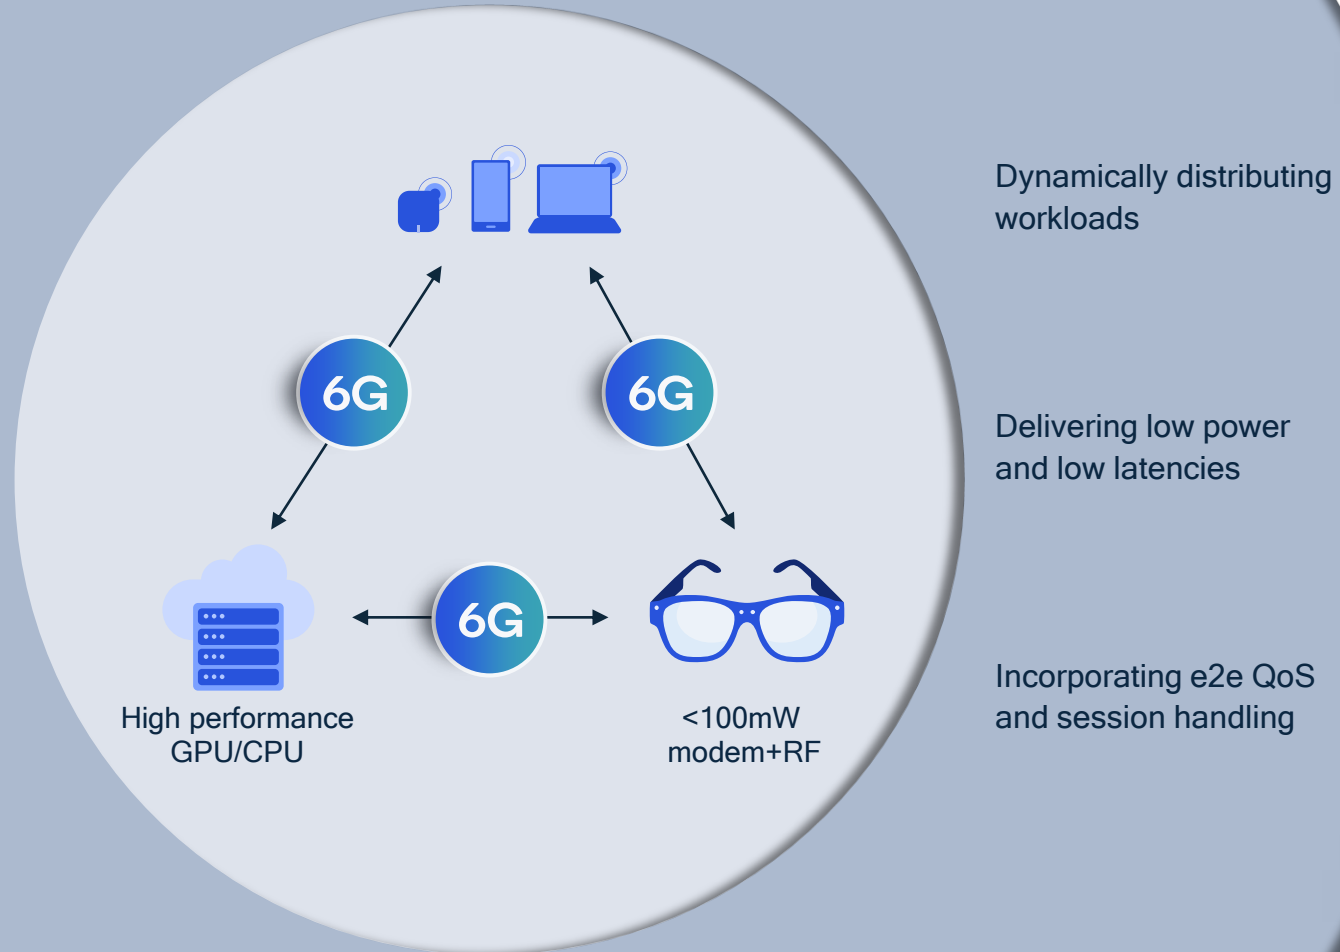 6G
6G
6G
High performance
GPU/CPU
<100mW
modem+RF
Dynamically distributing
workloads
Delivering low power
and low latencies
Incorporating e2e QoS
and session handling